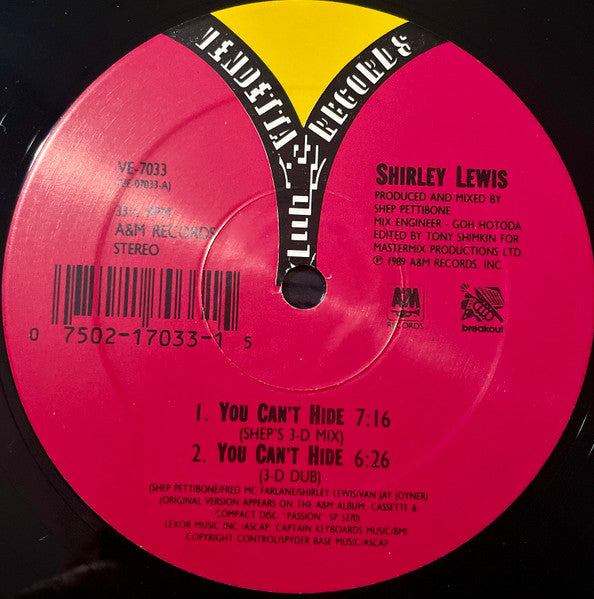 VENDETTA RECORDS
VE-7033
(VE-07033-A)
33⅓ RPM
A&M RECORDS
STEREO
SHIRLEY LEWIS
PRODUCED AND MIXED BY
SHEP PETTIBONE
MIX ENGINEER - GOH HOTODA
EDITED BY TONY SHIMKIN FOR
MASTERMIX PRODUCTIONS LTD
℗ 1989 A&M RECORDS, INC
A&M
RECORDS
breakout
0 7502-17033-1 5
1. YOU CAN'T HIDE 7:16
(SHEP'S 3-D MIX)
2. YOU CAN'T HIDE 6:26
(3-D DUB)
(SHEP PETTIBONE/FRED MC FARLANE/SHIRLEY LEWIS/VAN JAY JOYNER)
(ORIGINAL VERSION APPEARS ON THE A&M ALBUM, CASSETTE &
COMPACT DISC "PASSION" SP 5270)
LEXOR MUSIC INC./ASCAP, CAPTAIN KEYBOARDS MUSIC/BMI
COPYRIGHT CONTROL/SPYDER BASE MUSIC/ASCAP